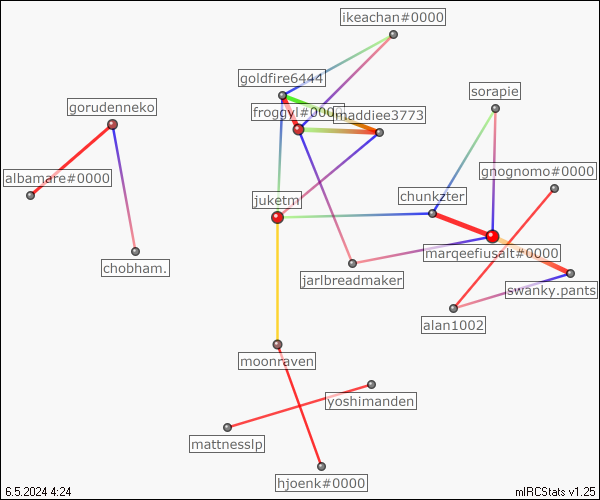 ikeachan#0000
goldfire6444
sorapie
gorudenneko
froggyl#0000
maddiee3773
gnognomo#0000
albamare#0000
chunkzter
juketm
marqeefiusalt#0000
chobham.
jarlbreadmaker
swanky.pants
alan1002
moonraven
yoshimanden
mattnesslp
hjoenk#0000
6.5.2024 4:24
mIRCStats v1.25